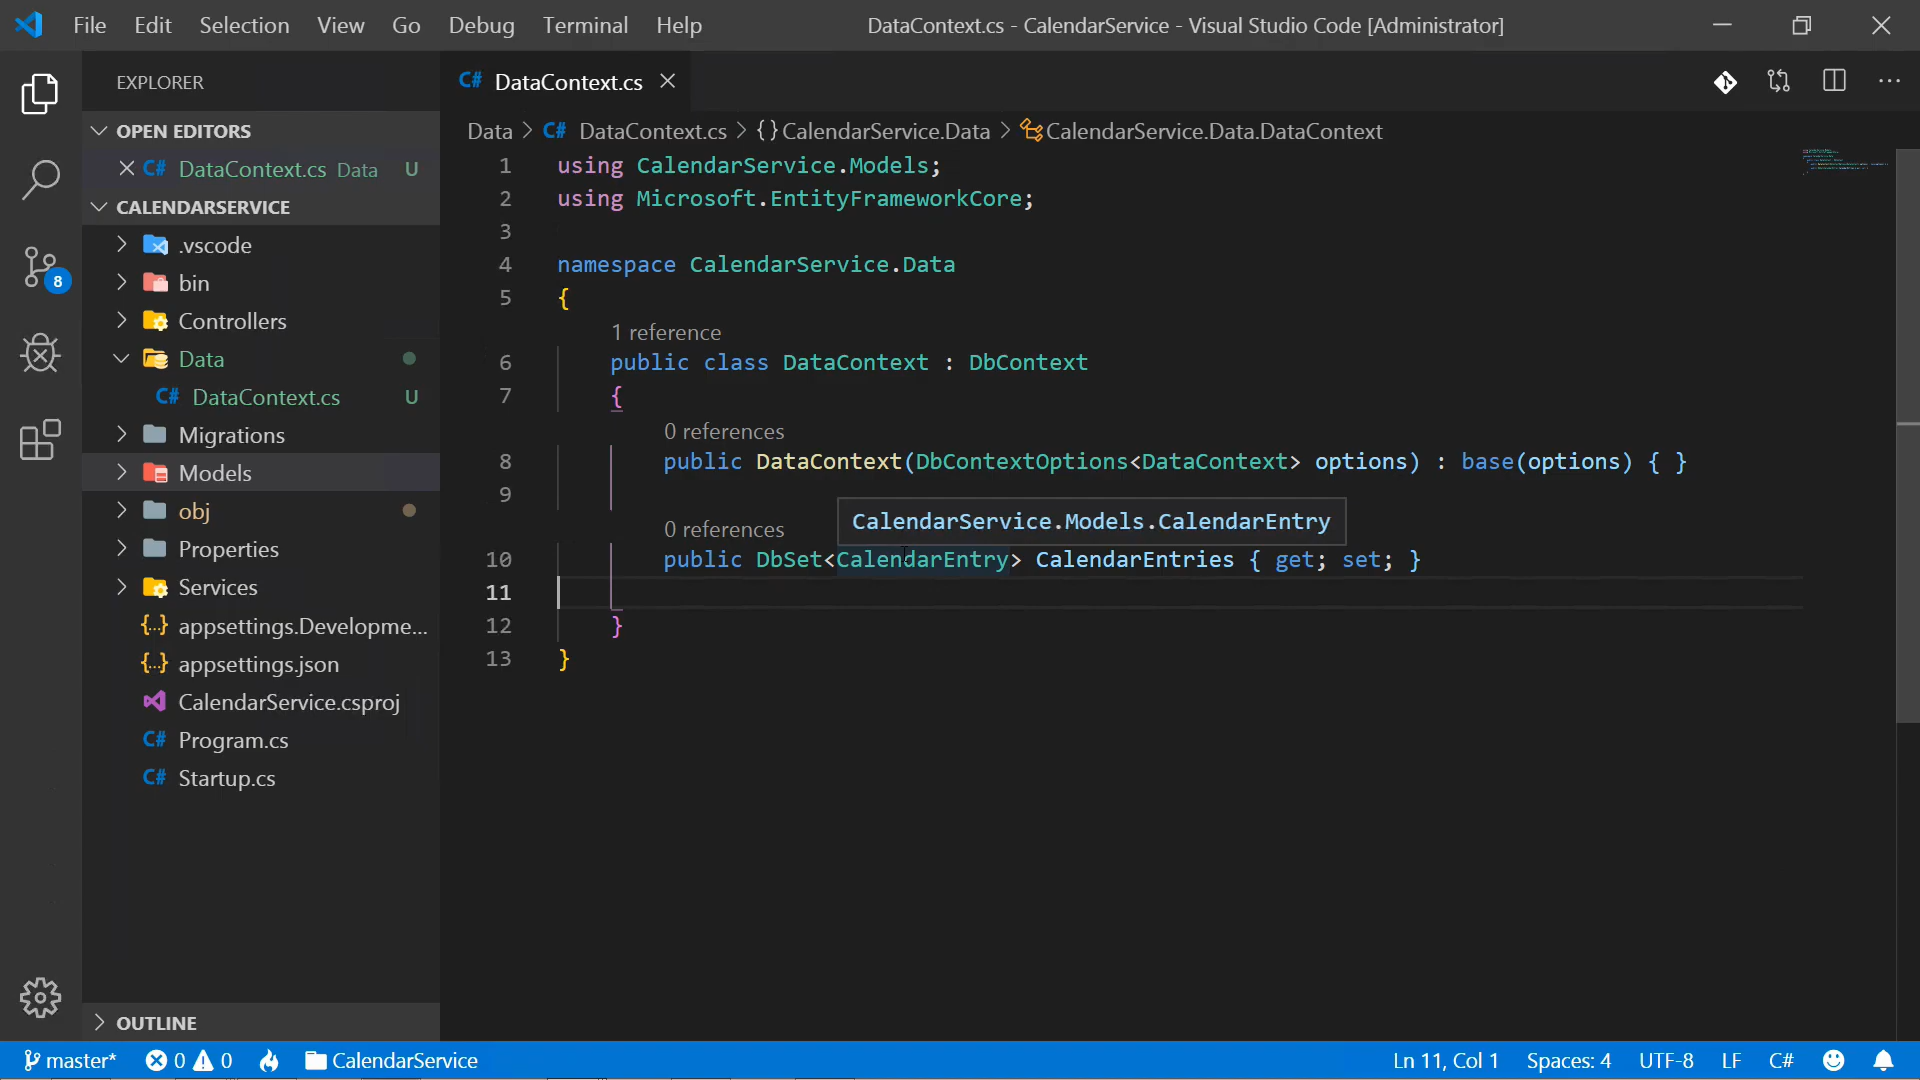 File Edit Selection View Go Debug Terminal Help DataContext.cs - CalendarService - Visual Studio Code [Administrator]
EXPLORER
OPEN EDITORS
C# DataContext.cs Data U
CALENDARSERVICE
.vscode
bin
Controllers
Data
C# DataContext.cs U
Migrations
Models
obj
Properties
Services
{..} appsettings.Developme...
{..} appsettings.json
CalendarService.csproj
C# Program.cs
C# Startup.cs
OUTLINE
8
C# DataContext.cs
Data > C# DataContext.cs > {} CalendarService.Data > CalendarService.Data.DataContext
1 using CalendarService.Models;
2 using Microsoft.EntityFrameworkCore;
3
4 namespace CalendarService.Data
5 {
1 reference
6 public class DataContext : DbContext
7 {
0 references
8 public DataContext(DbContextOptions<DataContext> options) : base(options) { }
9
CalendarService.Models.CalendarEntry
0 references
10 public DbSet<CalendarEntry> CalendarEntries { get; set; }
11
12 }
13 }
master* 0 0 CalendarService Ln 11, Col 1 Spaces: 4 UTF-8 LF C#